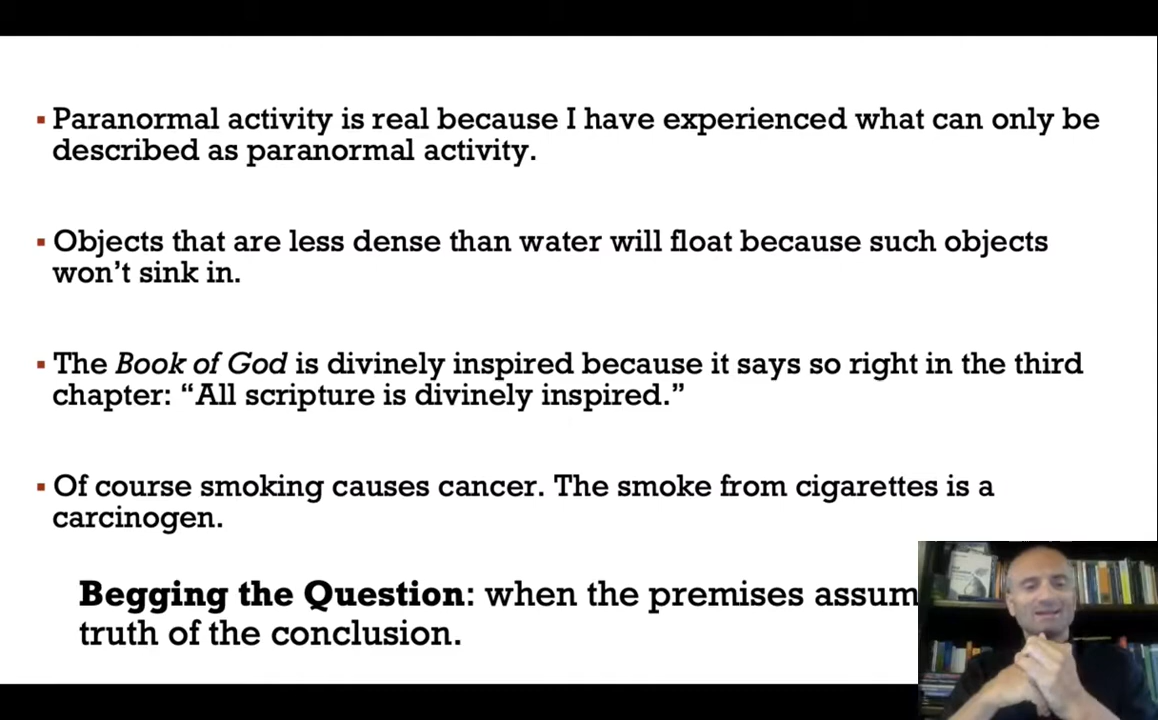 ▪ Paranormal activity is real because I have experienced what can only be
described as paranormal activity.
▪ Objects that are less dense than water will float because such objects
won't sink in.
▪ The Book of God is divinely inspired because it says so right in the third
chapter: “All scripture is divinely inspired.”
▪ Of course smoking causes cancer. The smoke from cigarettes is a
carcinogen.
Begging the Question: when the premises assum
truth of the conclusion.